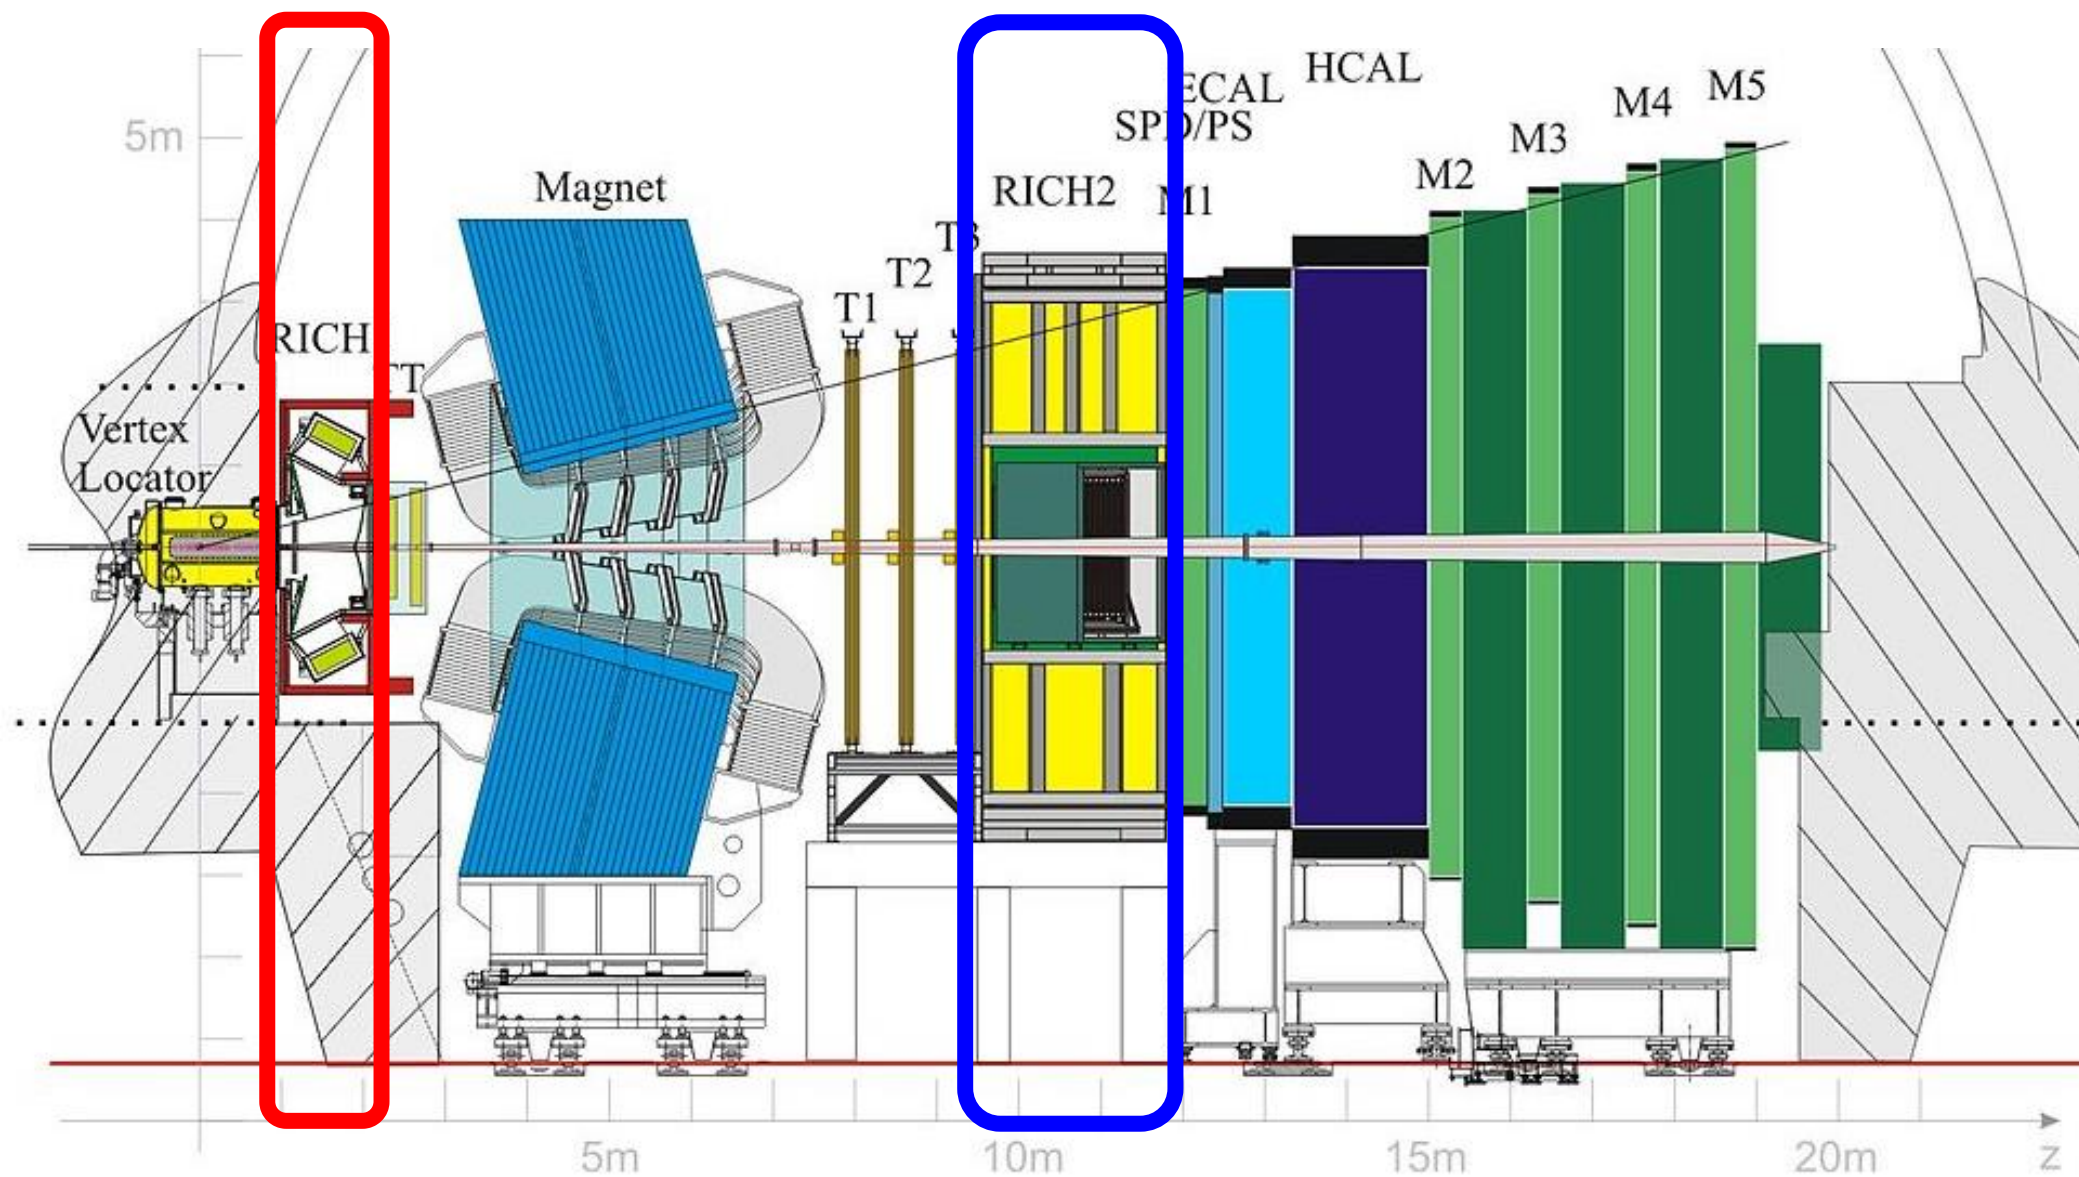 HCAL
ECAL
M5
M4
SPD/PS
5m
M3
M2
Magnet
RICH2
M1
T3
T2
T1
RICH
TT
Vertex
Locator
5m
10m
15m
20m
z